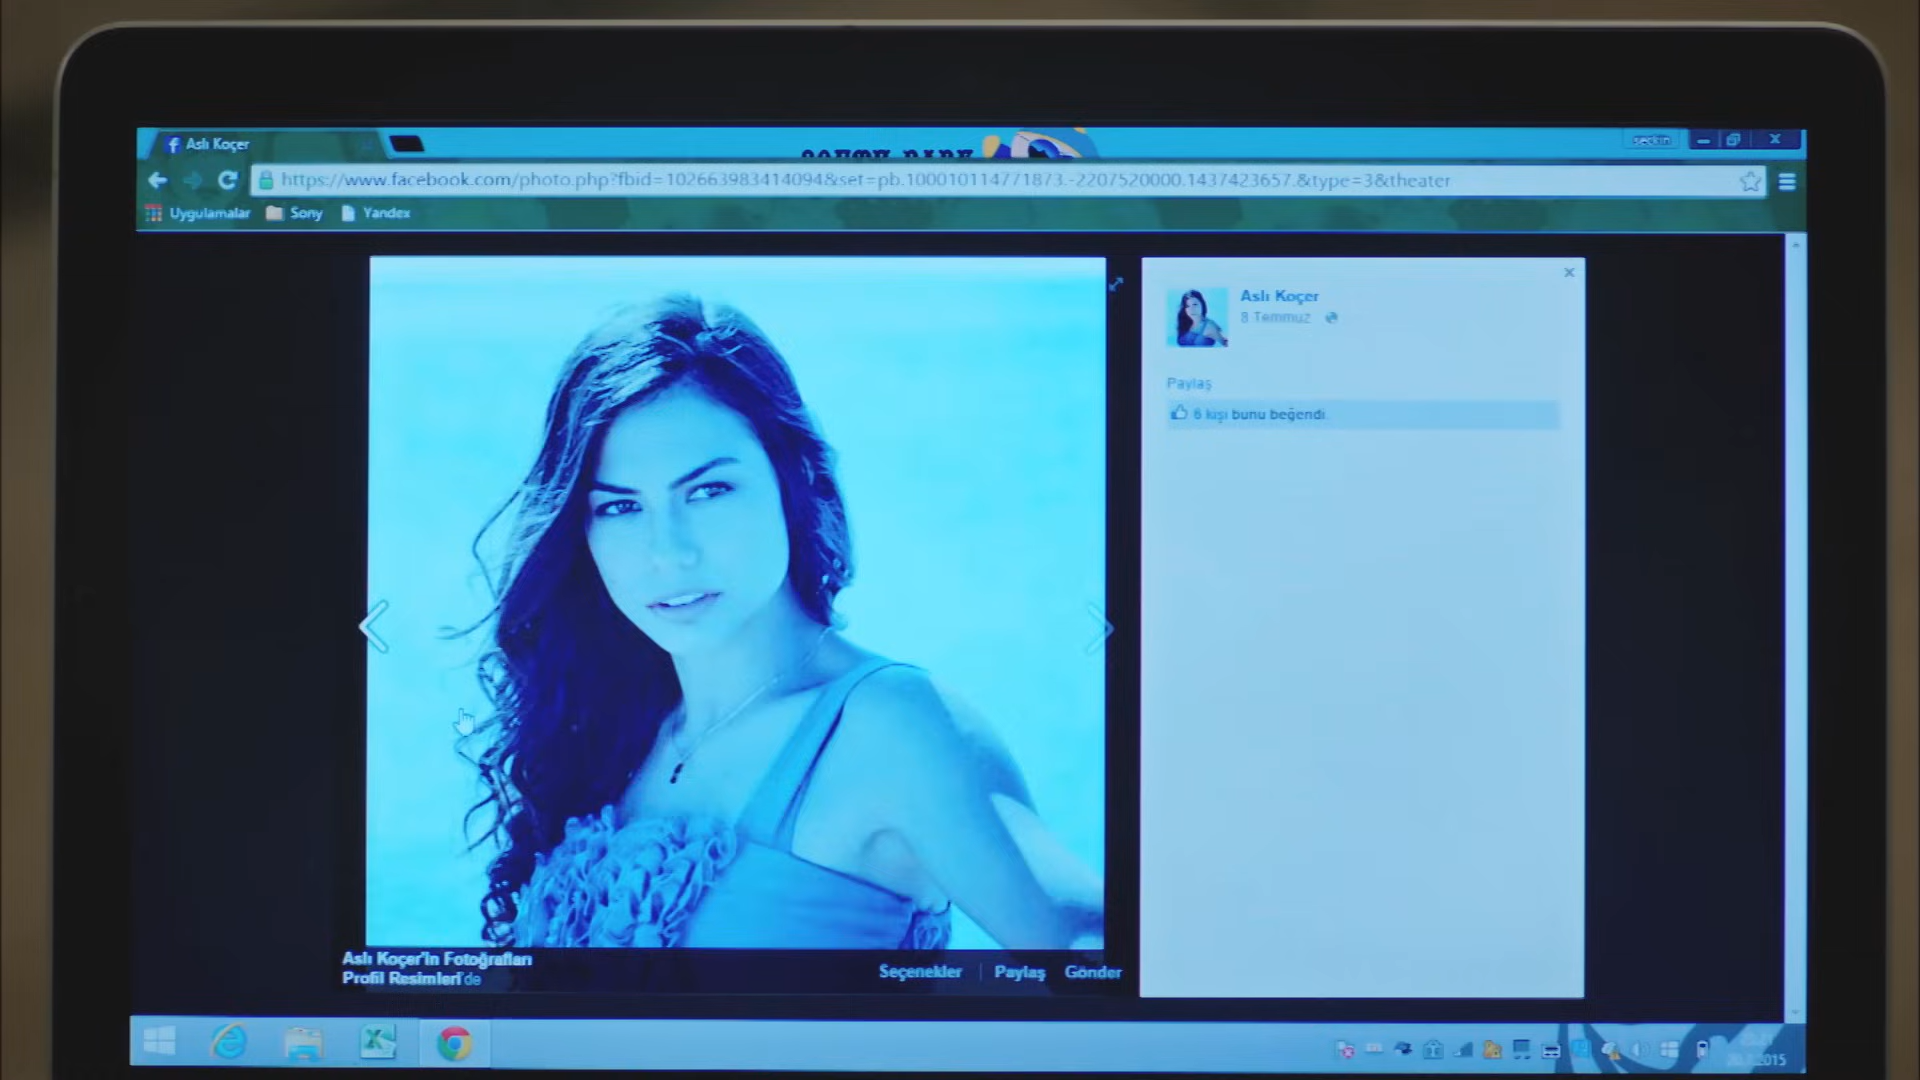 Aslı Koçer
seckin
https://www.facebook.com/photo.php?fbid=102663983414094&set=pb.100010114771873.-2207520000.1437423657.&type=3&theater
Uygulamalar Sony Yandex
Aslı Koçer
8 Temmuz
Paylaş
6 kişi bunu beğendi.
Aslı Koçer'in Fotoğrafları
Profil Resimleri'de
Seçenekler Paylaş Gönder